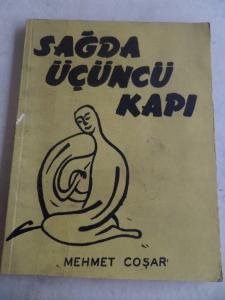 SAĞDA
ÜÇÜNCÜ
KAPI
MEHMET COŞAR